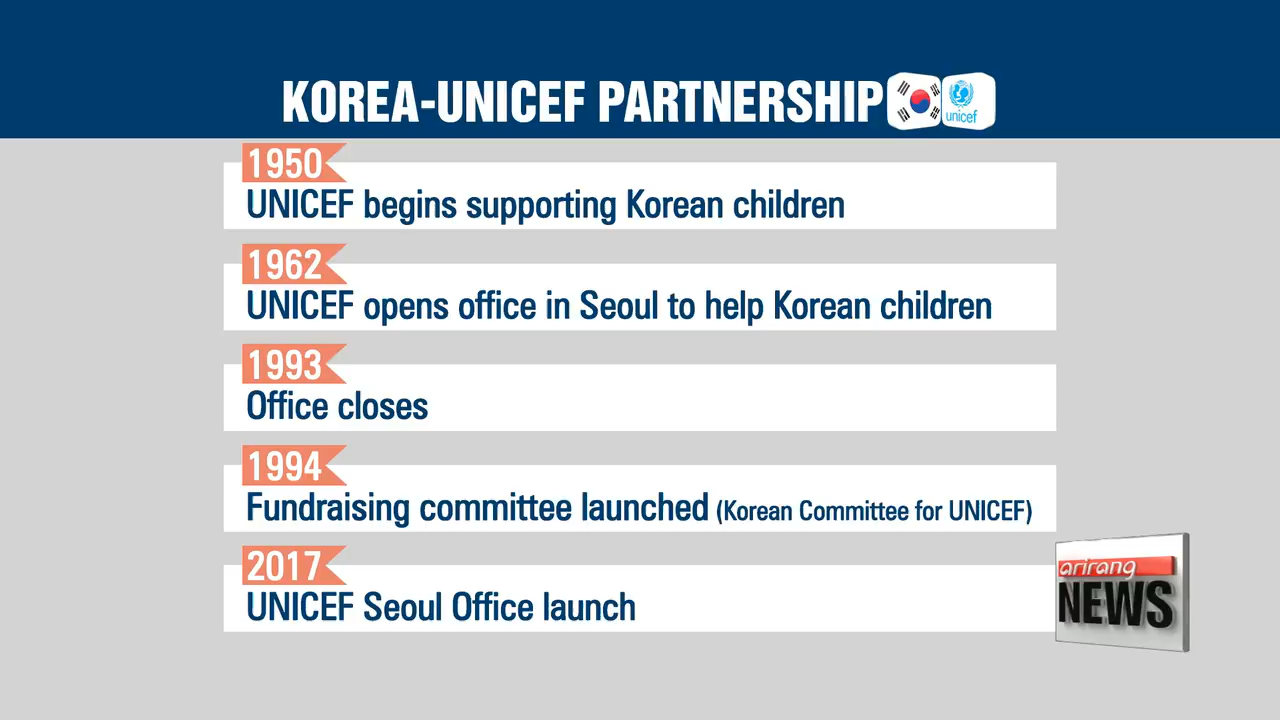 KOREA-UNICEF PARTNERSHIP
unicef
1950
UNICEF begins supporting Korean children
1962
UNICEF opens office in Seoul to help Korean children
1993
Office closes
1994
Fundraising committee launched (Korean Committee for UNICEF)
2017
UNICEF Seoul Office launch
arirang
NEWS